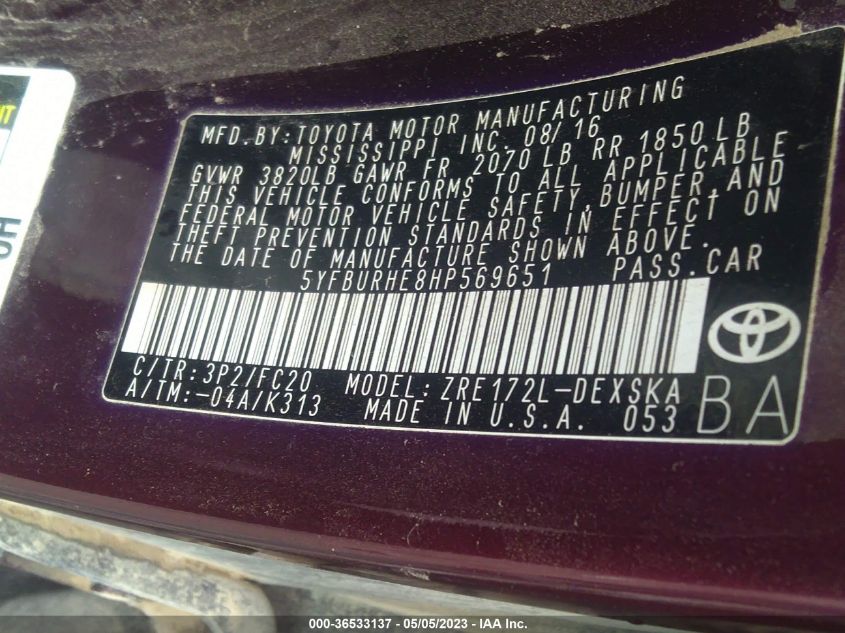 MFD. BY: TOYOTA MOTOR MANUFACTURING
MISSISSIPPI INC. 08/16
GVWR 3820LB GAWR FR 2070 LB RR 1850 LB
THIS VEHICLE CONFORMS TO ALL APPLICABLE
FEDERAL MOTOR VEHICLE SAFETY, BUMPER, AND
THEFT PREVENTION STANDARDS IN EFFECT ON
THE DATE OF MANUFACTURE SHOWN ABOVE.
5YFBURHE8HP569651 PASS. CAR
C/TR: 3P2/FC20 MODEL: ZRE172L-DEXSKA
A/TM:-04A/K313 MADE IN U.S.A. 053 BA
000-36533137 - 05/05/2023 - IAA Inc.